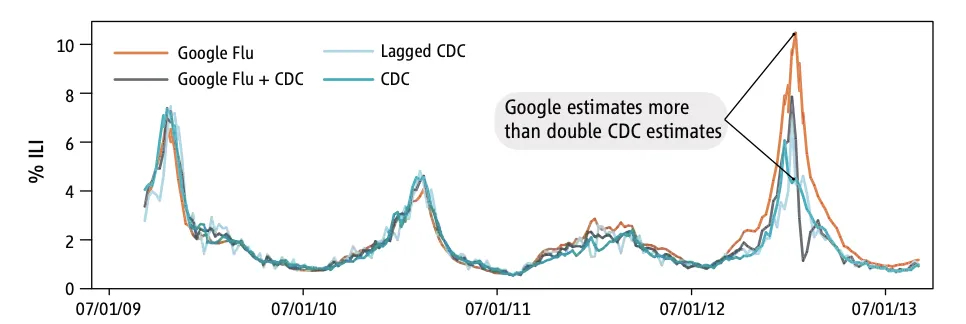 10
8
6
4
2
0
% ILI
Google Flu
Google Flu + CDC
Lagged CDC
CDC
Google estimates more
than double CDC estimates
07/01/09
07/01/10
07/01/11
07/01/12
07/01/13